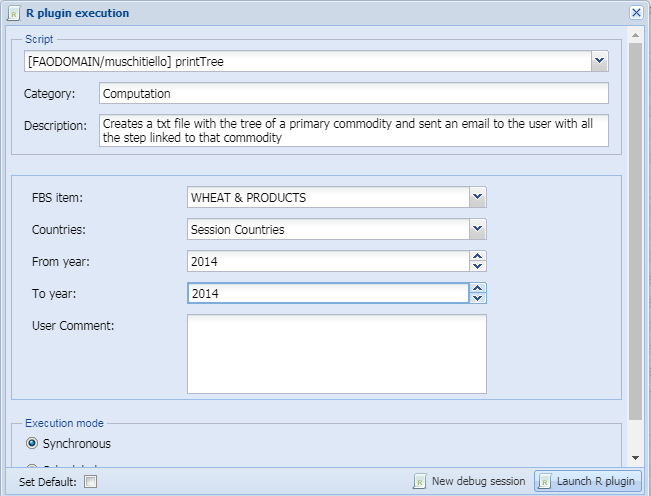 R plugin execution
Script
[FAODOMAIN/muschitiello] printTree
Category: Computation
Description: Creates a txt file with the tree of a primary commodity and sent an email to the user with all
the step linked to that commodity
FBS item: WHEAT & PRODUCTS
Countries: Session Countries
From year: 2014
To year: 2014
User Comment:
Execution mode
Synchronous
Set Default:
New debug session
Launch R plugin